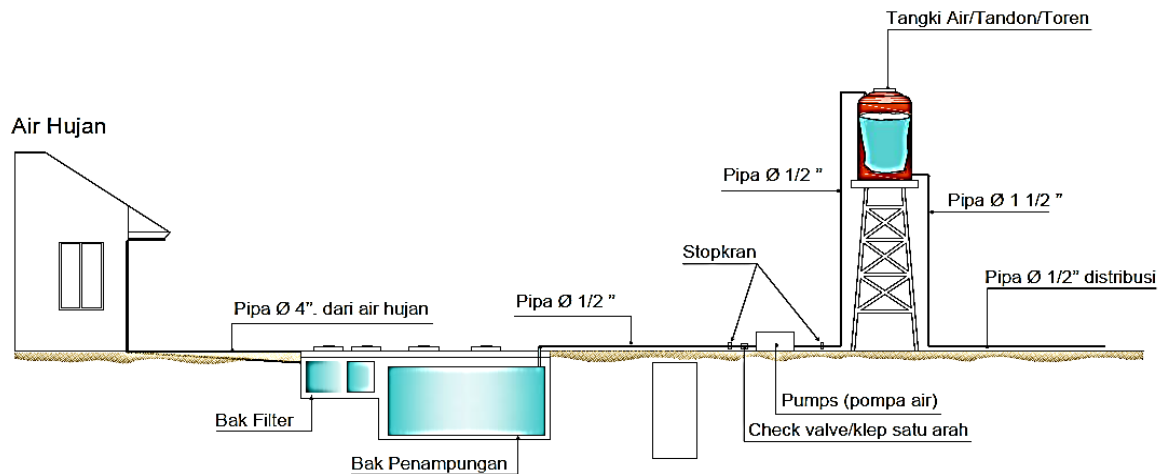 Tangki Air/Tandon/Toren
Air Hujan
Pipa Ø 1/2 "
Pipa Ø 1 1/2 "
Stopkran
Pipa Ø 1/2" distribusi
Pipa Ø 4". dari air hujan
Pipa Ø 1/2 "
Pumps (pompa air)
Bak Filter
Check valve/klep satu arah
Bak Penampungan